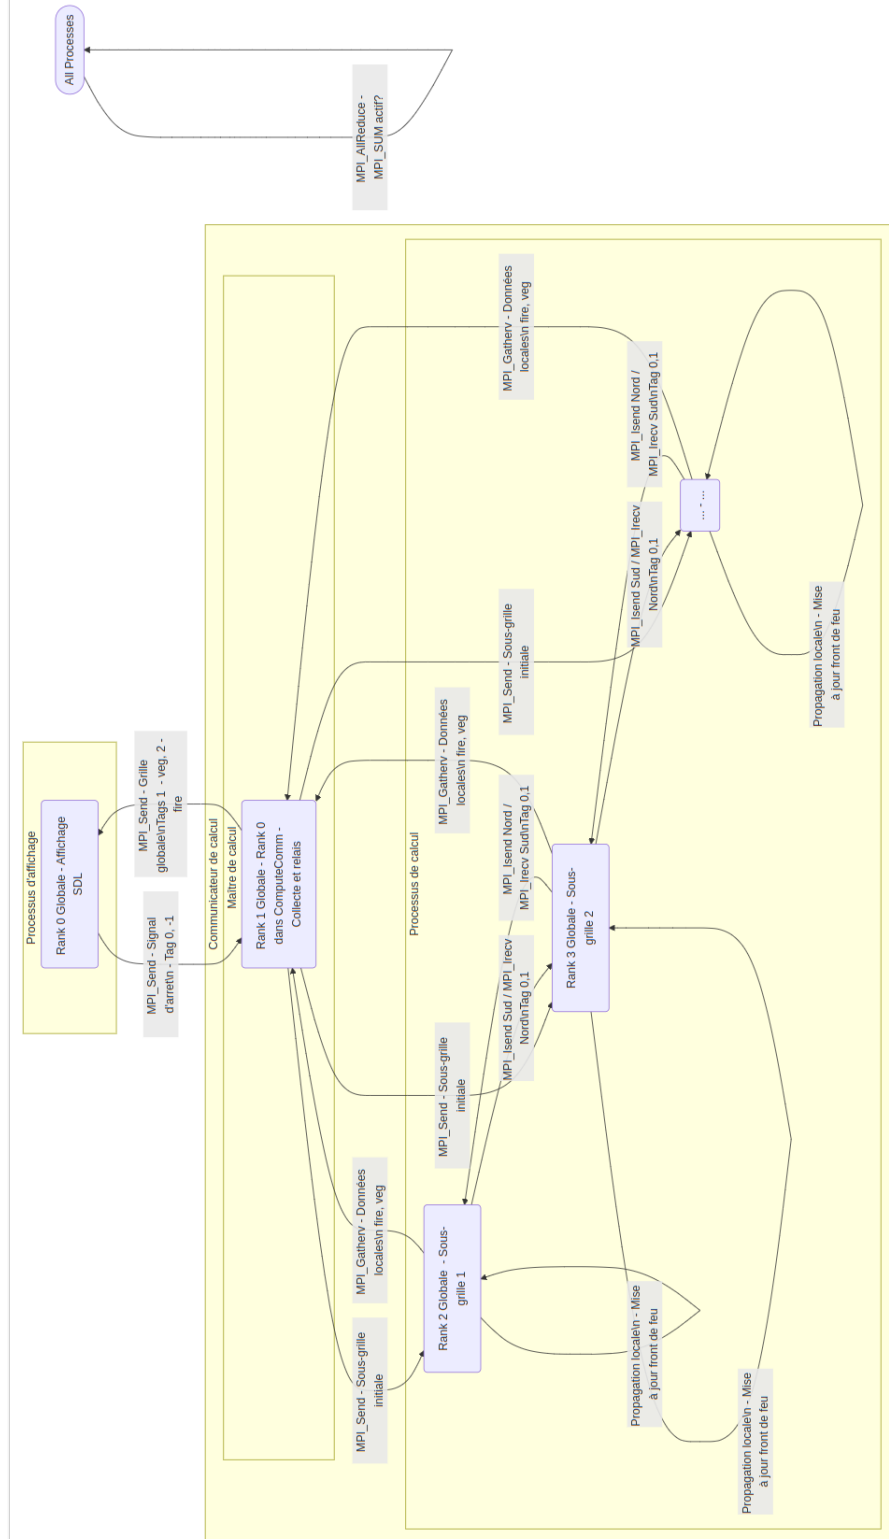 Processus d'affichage
Rank 0 Globale - Affichage
SDL
MPI_Send - Signal
d'arret\n - Tag 0, -1
MPI_Send - Grille
globale\nTags 1 - veg, 2 -
fire
All Processes
MPI_AllReduce -
MPI_SUM actif?
Communicateur de calcul
Maître de calcul
Rank 1 Globale - Rank 0
dans ComputeComm -
Collecte et relais
MPI_Send - Sous-grille
initiale
MPI_Gatherv - Données
locales\n fire, veg
MPI_Send - Sous-grille
initiale
MPI_Gatherv - Données
locales\n fire, veg
MPI_Send - Sous-grille
initiale
MPI_Gatherv - Données
locales\n fire, veg
Processus de calcul
Rank 2 Globale - Sous-
grille 1
MPI_Isend Sud / MPI_Irecv
Nord\nTag 0,1
MPI_Isend Nord /
MPI_Irecv Sud\nTag 0,1
Rank 3 Globale - Sous-
grille 2
MPI_Isend Sud / MPI_Irecv
Nord\nTag 0,1
MPI_Isend Nord /
MPI_Irecv Sud\nTag 0,1
... - ...
Propagation locale\n - Mise
à jour front de feu
Propagation locale\n - Mise
à jour front de feu
Propagation locale\n - Mise
à jour front de feu